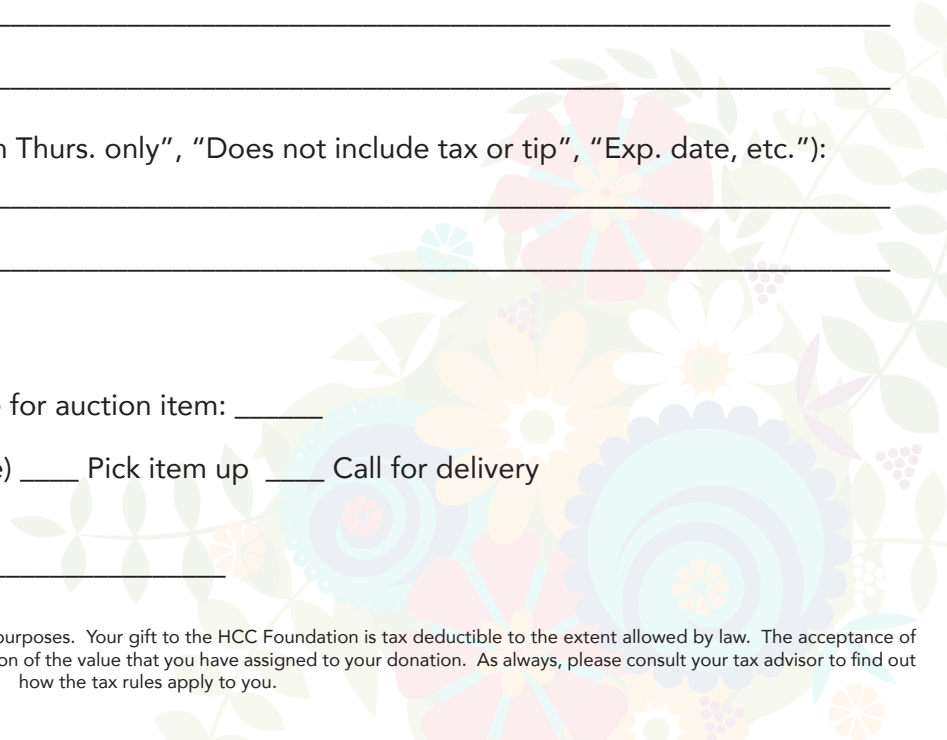 n Thurs. only”, “Does not include tax or tip”, “Exp. date, etc.”):
for auction item: ______
e) ____ Pick item up ____ Call for delivery
purposes. Your gift to the HCC Foundation is tax deductible to the extent allowed by law. The acceptance of
on of the value that you have assigned to your donation. As always, please consult your tax advisor to find out
how the tax rules apply to you.